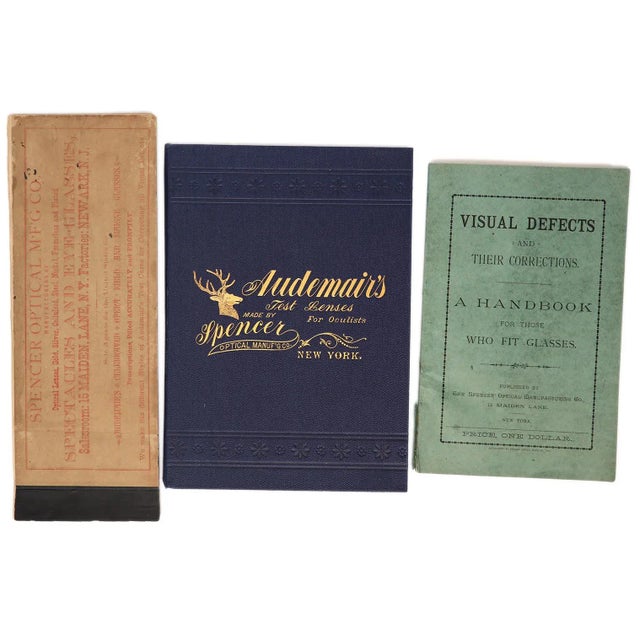 SPENCER OPTICAL M'F'G CO.
SPECTACLES AND EYE-GLASSES,
Salesroom 15 MAIDEN LANE, N.Y. Factories: NEWARK, N.J.
Audemair's
Test Lenses
MADE BY
For Oculists
Spencer
OPTICAL MANUF'G CO.
NEW YORK.
VISUAL DEFECTS
AND
THEIR CORRECTIONS.
A HANDBOOK
FOR THOSE
WHO FIT GLASSES.
PUBLISHED BY
THE SPENCER OPTICAL MANUFACTURING CO.,
15 MAIDEN LANE,
NEW YORK.
PRICE, ONE DOLLAR.